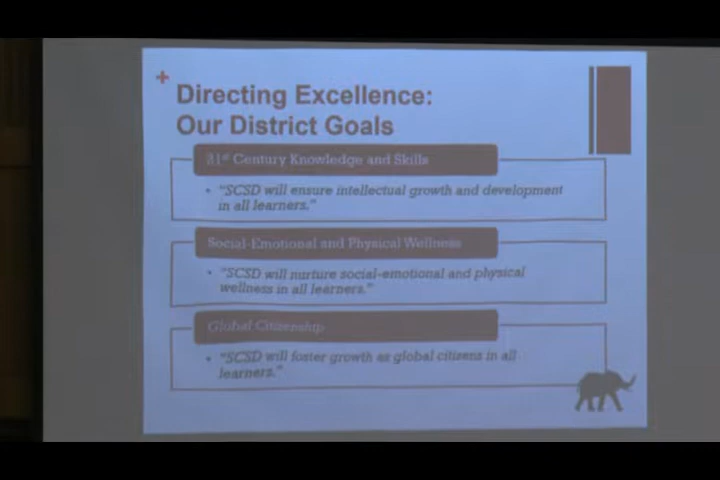 +
Directing Excellence:
Our District Goals
21st Century Knowledge and Skills
• "SCSD will ensure intellectual growth and development
in all learners."
Social-Emotional and Physical Wellness
• "SCSD will nurture social-emotional and physical
wellness in all learners."
Global Citizenship
• "SCSD will foster growth as global citizens in all
learners."